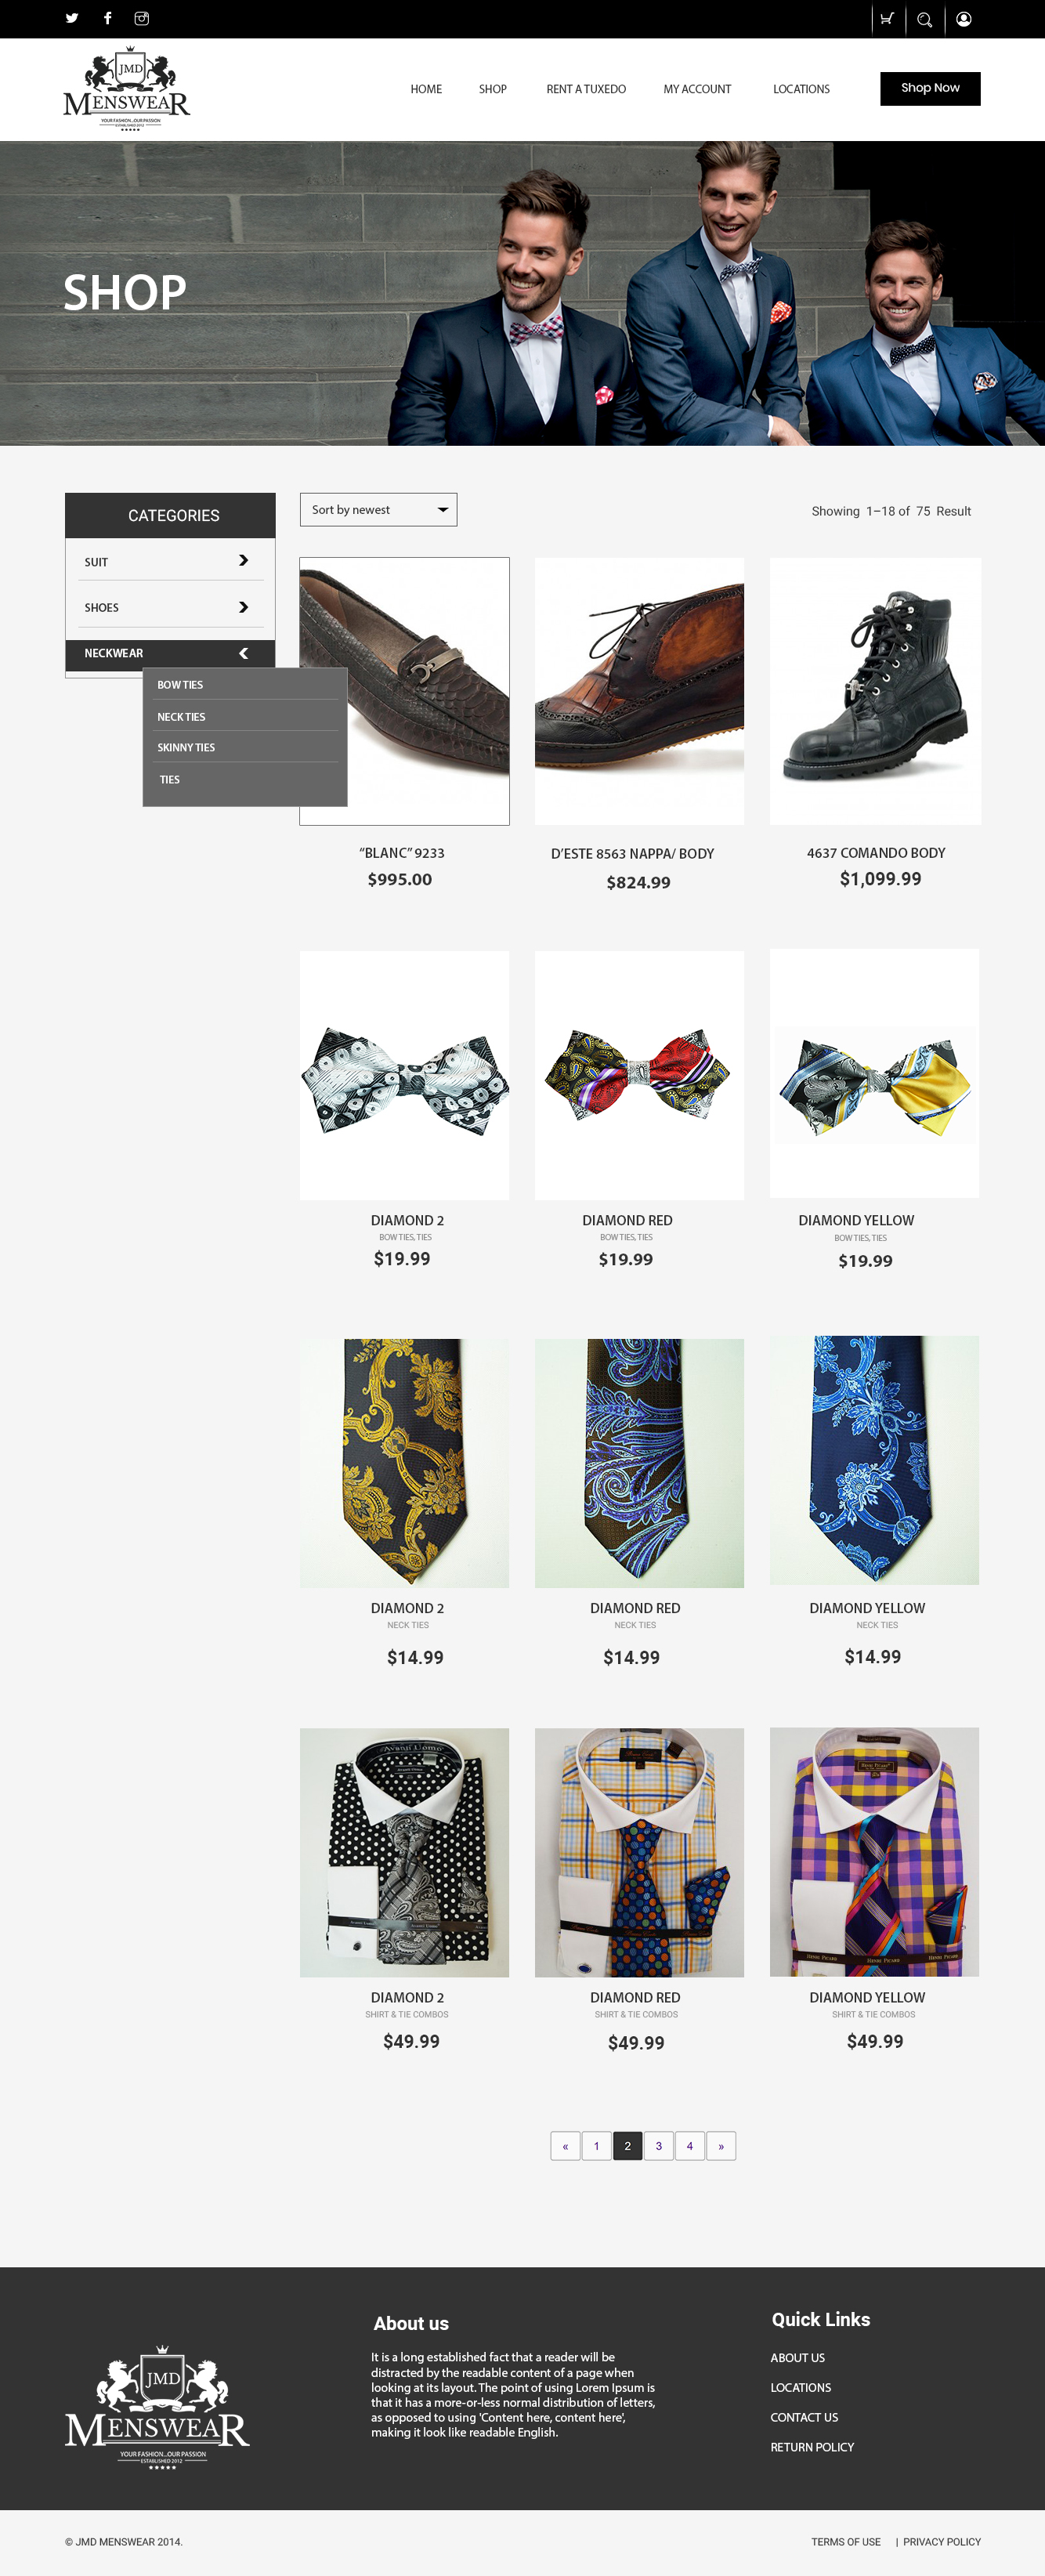 JMD
MENSWEAR
YOUR FASHION...OUR PASSION
ESTABLISHED 2012
HOME
SHOP
RENT A TUXEDO
MY ACCOUNT
LOCATIONS
Shop Now
SHOP
CATEGORIES
SUIT
SHOES
NECKWEAR
BOW TIES
NECK TIES
SKINNY TIES
TIES
Sort by newest
Showing 1–18 of 75 Result
“BLANC” 9233
$995.00
D’ESTE 8563 NAPPA/ BODY
$824.99
4637 COMANDO BODY
$1,099.99
DIAMOND 2
BOW TIES, TIES
$19.99
DIAMOND RED
BOW TIES, TIES
$19.99
DIAMOND YELLOW
BOW TIES, TIES
$19.99
DIAMOND 2
NECK TIES
$14.99
DIAMOND RED
NECK TIES
$14.99
DIAMOND YELLOW
NECK TIES
$14.99
Avanti Uomo
HENRI PICARD
HENRI PICARD
HENRI PICARD
DIAMOND 2
SHIRT & TIE COMBOS
$49.99
DIAMOND RED
SHIRT & TIE COMBOS
$49.99
DIAMOND YELLOW
SHIRT & TIE COMBOS
$49.99
« 1 2 3 4 »
JMD
MENSWEAR
YOUR FASHION...OUR PASSION
ESTABLISHED 2012
About us
It is a long established fact that a reader will be
distracted by the readable content of a page when
looking at its layout. The point of using Lorem Ipsum is
that it has a more-or-less normal distribution of letters,
as opposed to using 'Content here, content here',
making it look like readable English.
Quick Links
ABOUT US
LOCATIONS
CONTACT US
RETURN POLICY
© JMD MENSWEAR 2014.
TERMS OF USE | PRIVACY POLICY